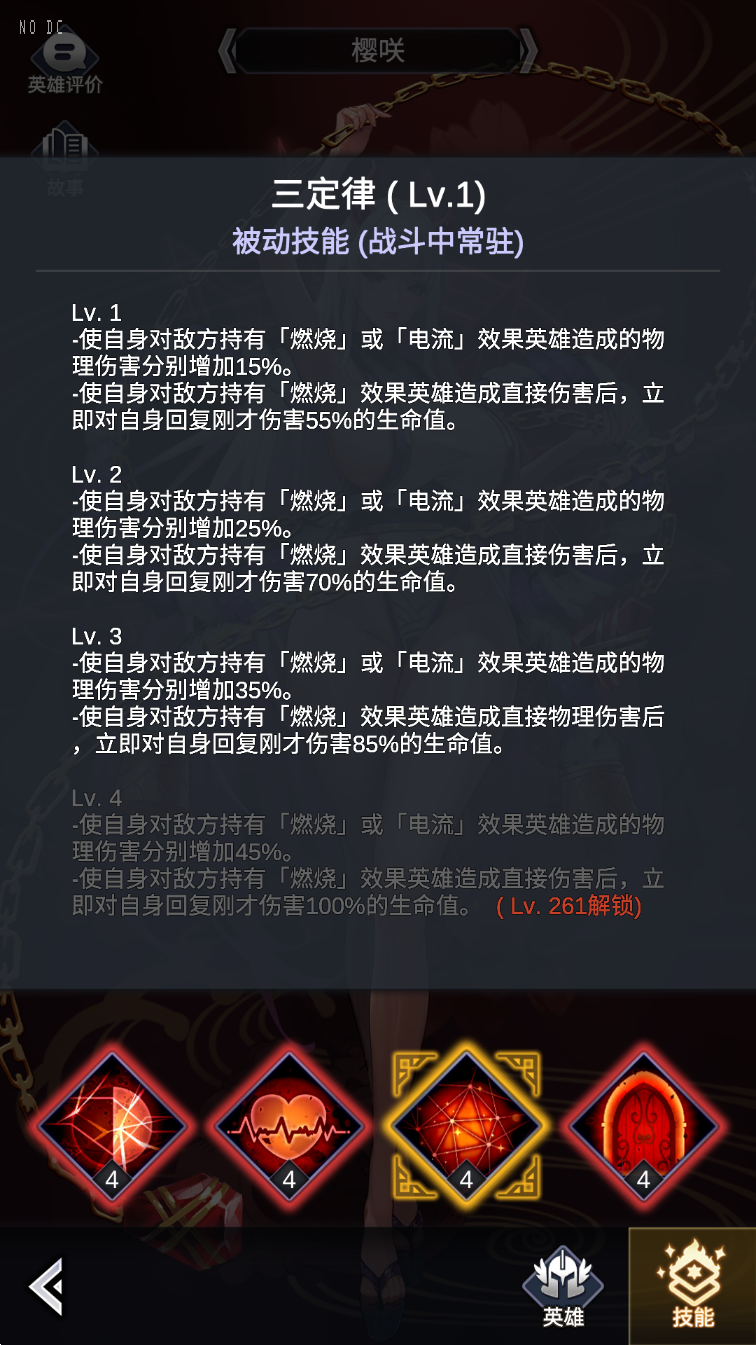 NO DC
樱咲
英雄评价
故事
三定律 ( Lv.1)
被动技能 (战斗中常驻)
Lv. 1
-使自身对敌方持有「燃烧」或「电流」效果英雄造成的物
理伤害分别增加15%。
-使自身对敌方持有「燃烧」效果英雄造成直接伤害后，立
即对自身回复刚才伤害55%的生命值。
Lv. 2
-使自身对敌方持有「燃烧」或「电流」效果英雄造成的物
理伤害分别增加25%。
-使自身对敌方持有「燃烧」效果英雄造成直接伤害后，立
即对自身回复刚才伤害70%的生命值。
Lv. 3
-使自身对敌方持有「燃烧」或「电流」效果英雄造成的物
理伤害分别增加35%。
-使自身对敌方持有「燃烧」效果英雄造成直接物理伤害后
，立即对自身回复刚才伤害85%的生命值。
Lv. 4
-使自身对敌方持有「燃烧」或「电流」效果英雄造成的物
理伤害分别增加45%。
-使自身对敌方持有「燃烧」效果英雄造成直接伤害后，立
即对自身回复刚才伤害100%的生命值。 ( Lv. 261解锁)
4 4 4 4
英雄 技能